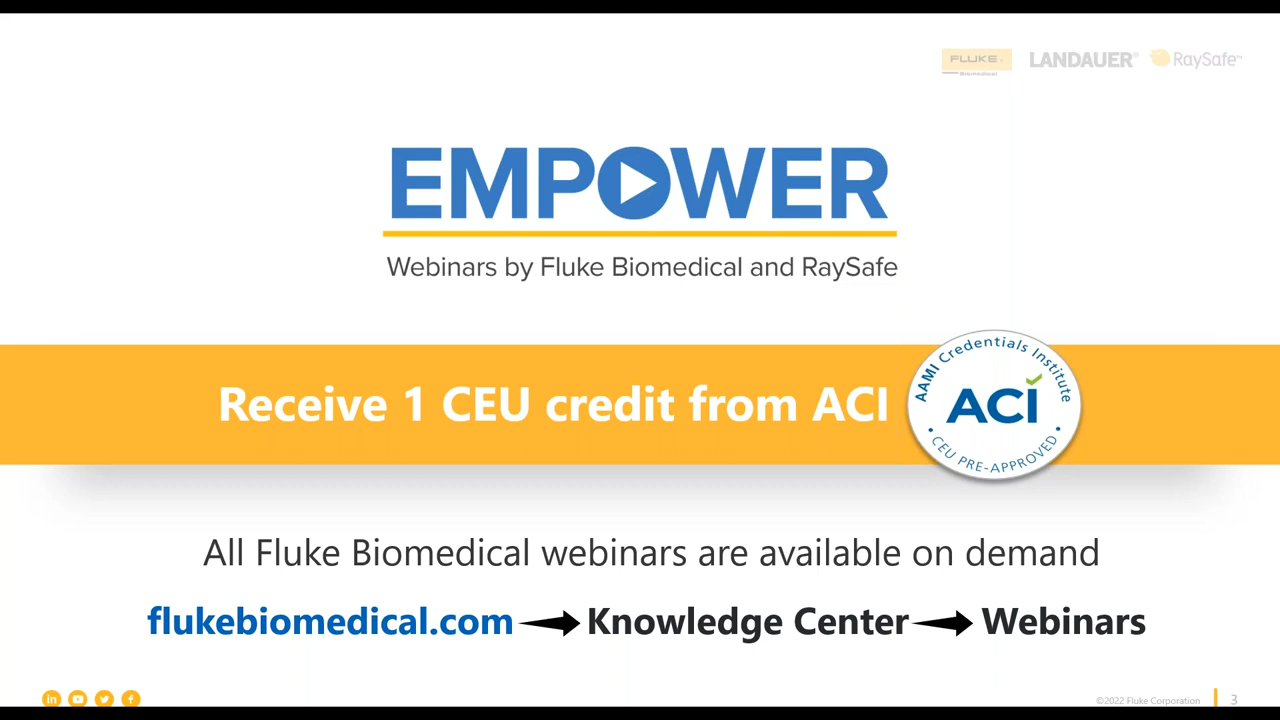 FLUKE
Biomedical
LANDAUER®
RaySafe™
EMPOWER
Webinars by Fluke Biomedical and RaySafe
Receive 1 CEU credit from ACI
AAMI Credentials Institute
ACI
• CEU PRE-APPROVED •
All Fluke Biomedical webinars are available on demand
flukebiomedical.com → Knowledge Center → Webinars
©2022 Fluke Corporation 3